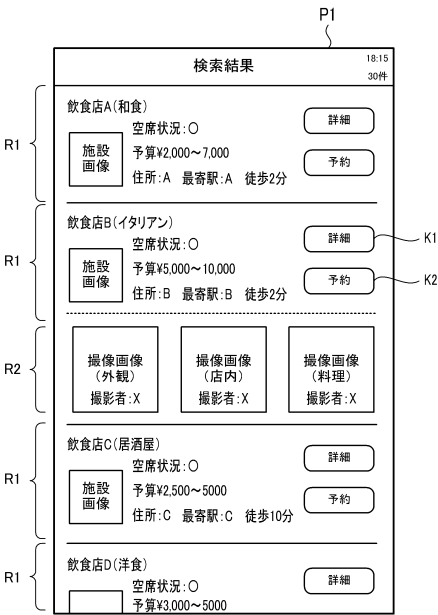 P1
検索結果
18:15
30件
R1
飲食店A(和食)
施設
画像
空席状況:○
予算¥2,000～7,000
住所:A 最寄駅:A 徒歩2分
詳細
予約
R1
飲食店B(イタリアン)
施設
画像
空席状況:○
予算¥5,000～10,000
住所:B 最寄駅:B 徒歩2分
詳細
K1
予約
K2
R2
撮像画像
(外観)
撮影者:X
撮像画像
(店内)
撮影者:X
撮像画像
(料理)
撮影者:X
R1
飲食店C(居酒屋)
施設
画像
空席状況:○
予算¥2,500～5000
住所:C 最寄駅:C 徒歩10分
詳細
予約
R1
飲食店D(洋食)
空席状況:○
予算¥3,000～5000
詳細